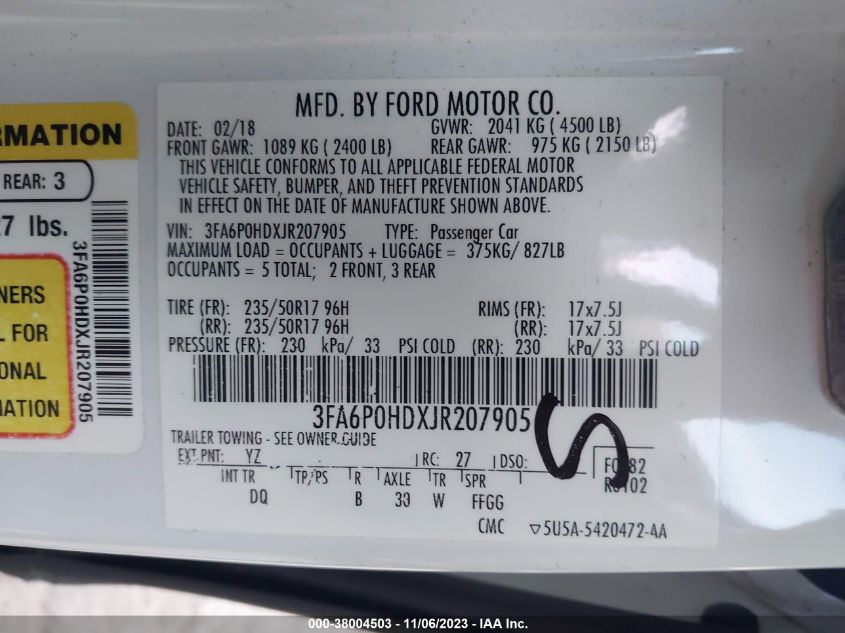 RMATION
REAR: 3
7 lbs.
3FA6P0HDXJR207905
NERS
L FOR
ONAL
MATION
MFD. BY FORD MOTOR CO.
DATE: 02/18 GVWR: 2041 KG ( 4500 LB)
FRONT GAWR: 1089 KG ( 2400 LB) REAR GAWR: 975 KG ( 2150 LB)
THIS VEHICLE CONFORMS TO ALL APPLICABLE FEDERAL MOTOR
VEHICLE SAFETY, BUMPER, AND THEFT PREVENTION STANDARDS
IN EFFECT ON THE DATE OF MANUFACTURE SHOWN ABOVE.
VIN: 3FA6P0HDXJR207905 TYPE: Passenger Car
MAXIMUM LOAD = OCCUPANTS + LUGGAGE = 375KG/ 827LB
OCCUPANTS = 5 TOTAL; 2 FRONT, 3 REAR
TIRE (FR): 235/50R17 96H RIMS (FR): 17x7.5J
(RR): 235/50R17 96H (RR): 17x7.5J
PRESSURE (FR): 230 kPa/ 33 PSI COLD (RR): 230 kPa/ 33 PSI COLD
3FA6P0HDXJR207905
S
TRAILER TOWING - SEE OWNER GUIDE
EXT PNT: YZ RC: 27 DSO:
INT TR TP/PS R AXLE TR SPR
DQ B 33 W FFGG
CMC ▽5U5A-5420472-AA
000-38004503 - 11/06/2023 - IAA Inc.